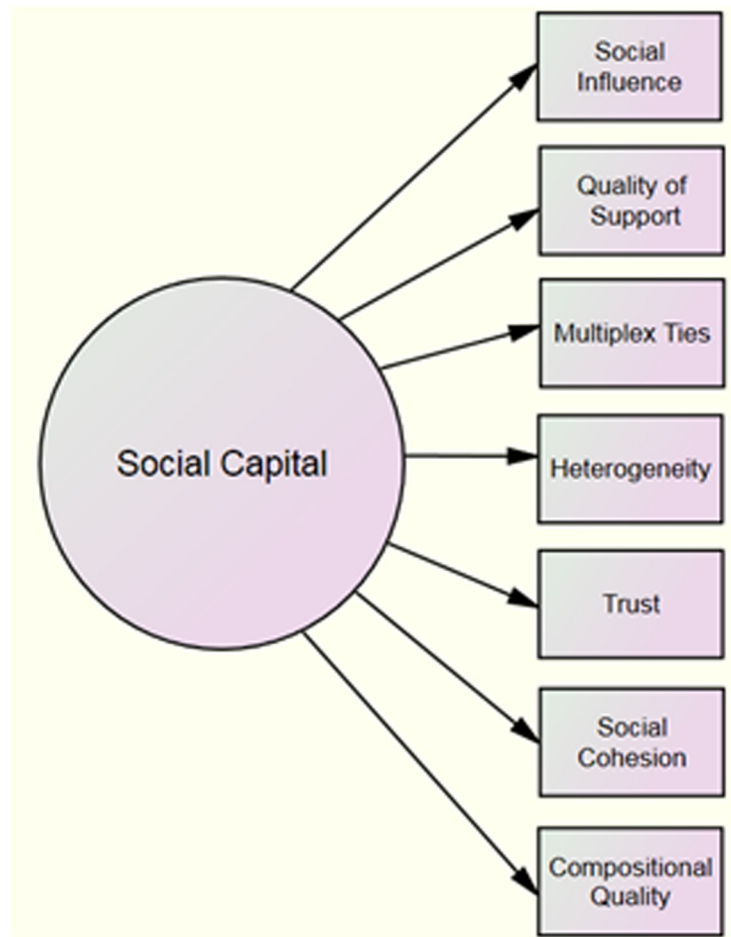 Social
Influence
Quality of
Support
Multiplex Ties
Social Capital
Heterogeneity
Trust
Social
Cohesion
Compositional
Quality